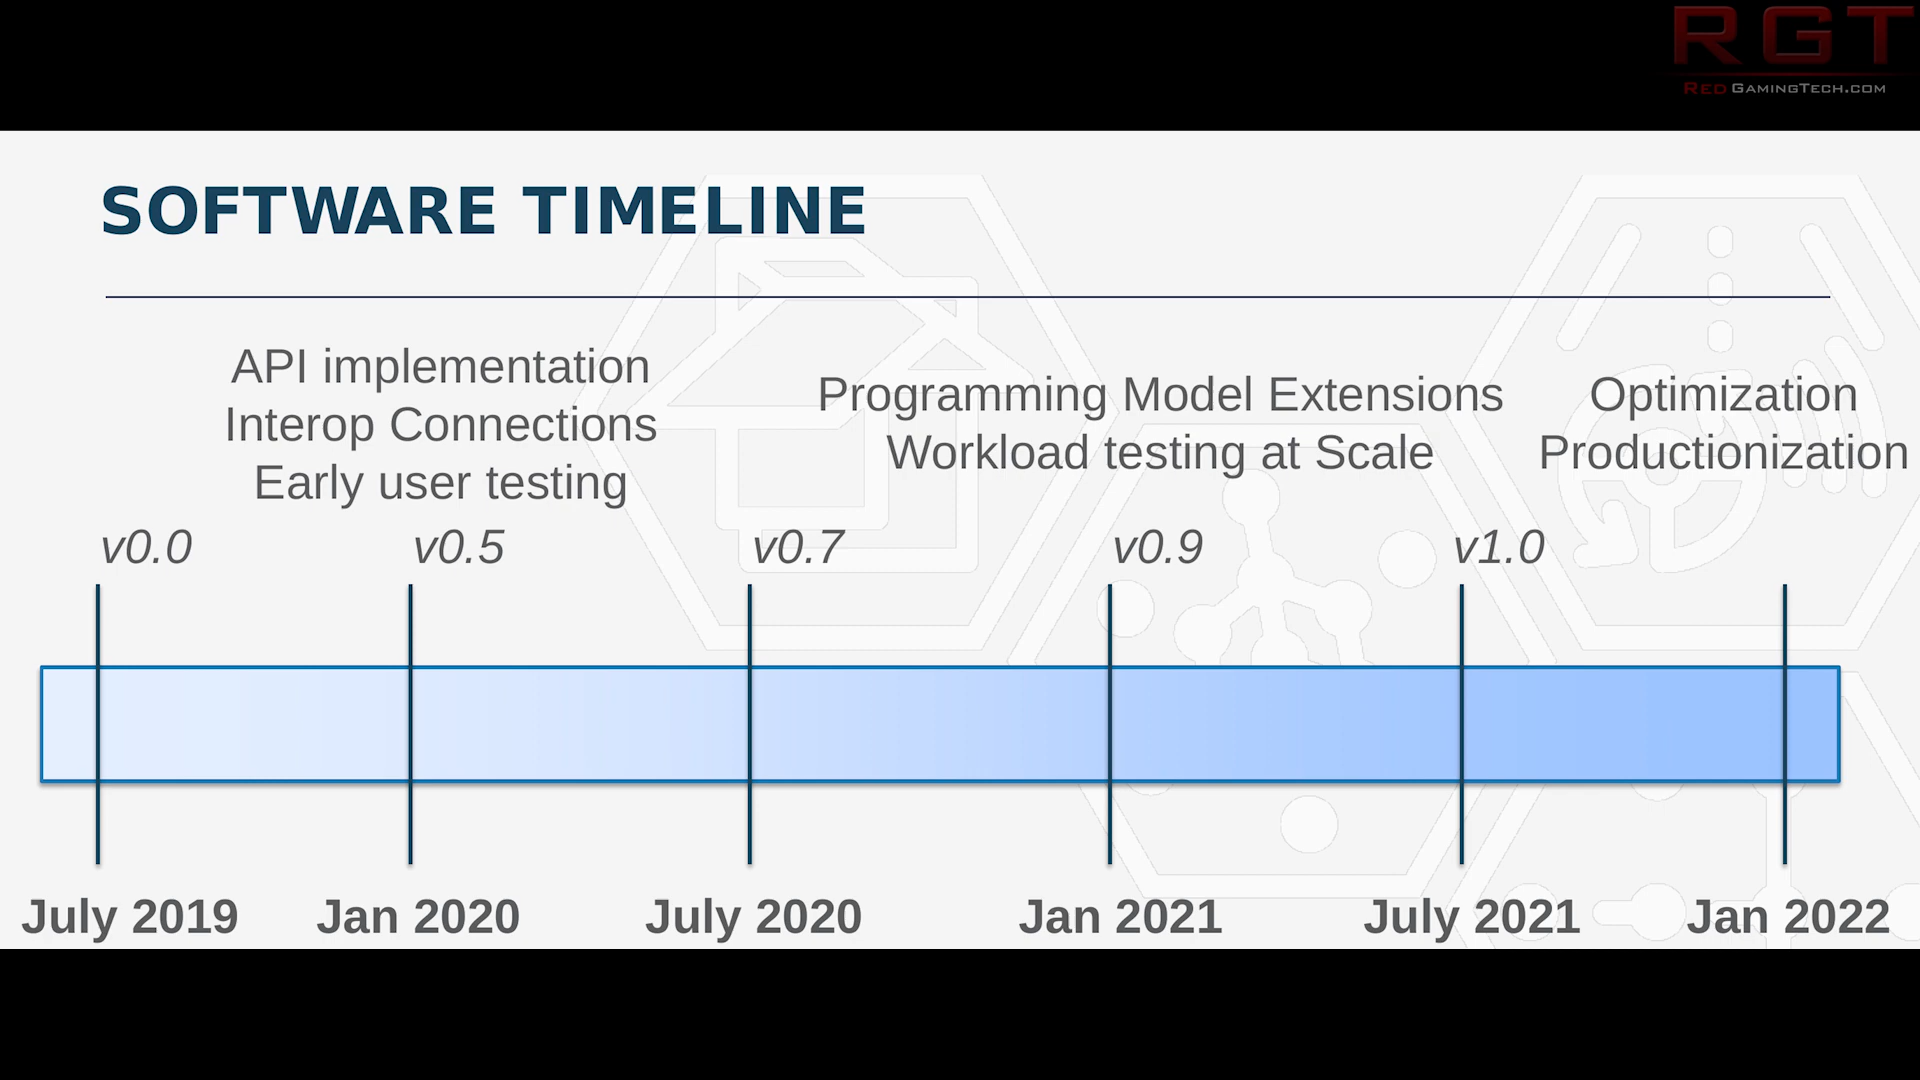 RGT
RedGamingTech.com
SOFTWARE TIMELINE
API implementation
Interop Connections
Early user testing
Programming Model Extensions
Workload testing at Scale
Optimization
Productionization
v0.0 v0.5 v0.7 v0.9 v1.0
July 2019 Jan 2020 July 2020 Jan 2021 July 2021 Jan 2022